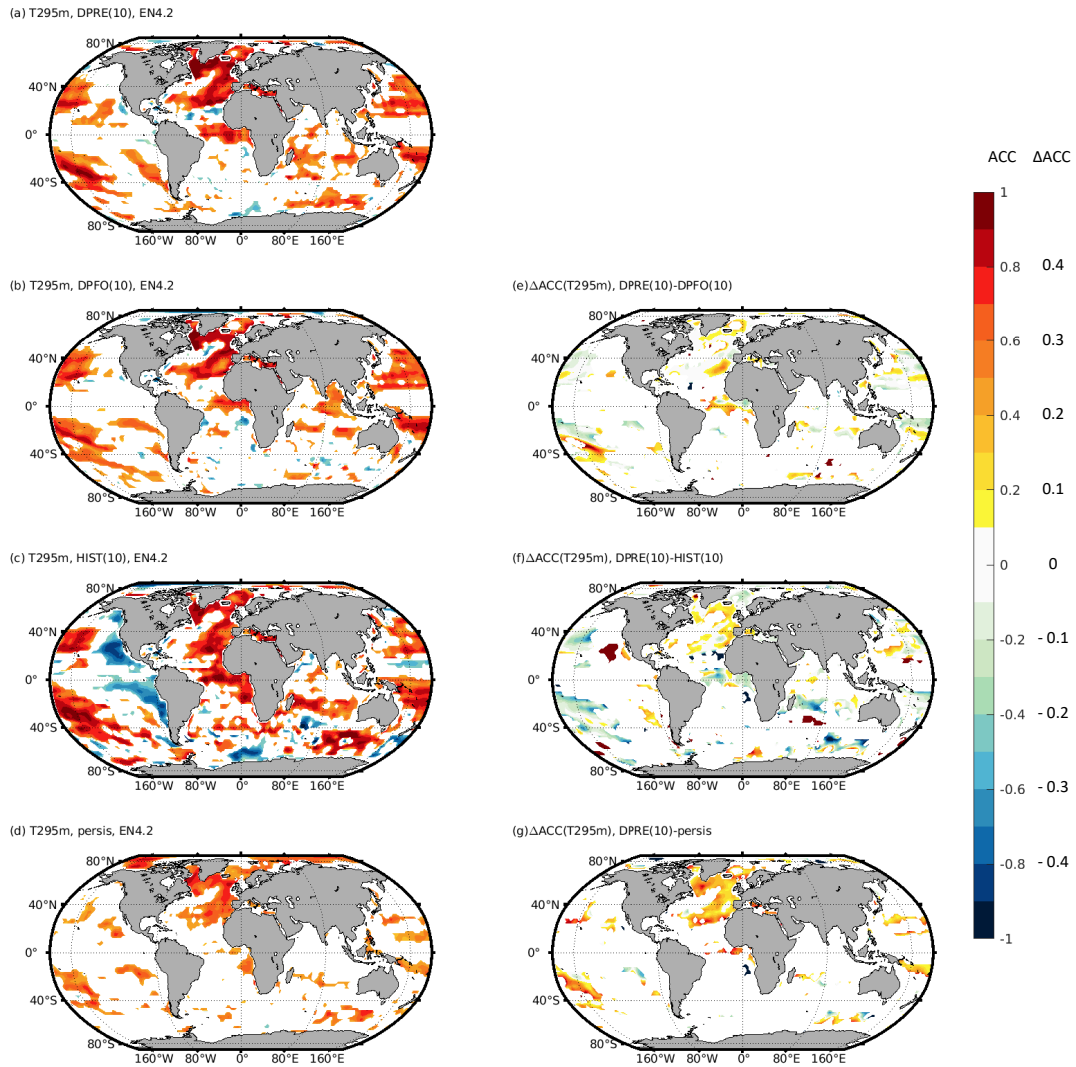 (a) T295m, DPRE(10), EN4.2
80°N
40°N
0°
40°S
80°S
160°W 80°W 0° 80°E 160°E
(b) T295m, DPFO(10), EN4.2
80°N
40°N
0°
40°S
80°S
160°W 80°W 0° 80°E 160°E
(e)ΔACC(T295m), DPRE(10)-DPFO(10)
80°N
40°N
0°
40°S
80°S
160°W 80°W 0° 80°E 160°E
(c) T295m, HIST(10), EN4.2
80°N
40°N
0°
40°S
80°S
160°W 80°W 0° 80°E 160°E
(f)ΔACC(T295m), DPRE(10)-HIST(10)
80°N
40°N
0°
40°S
80°S
160°W 80°W 0° 80°E 160°E
(d) T295m, persis, EN4.2
80°N
40°N
0°
40°S
80°S
160°W 80°W 0° 80°E 160°E
(g)ΔACC(T295m), DPRE(10)-persis
80°N
40°N
0°
40°S
80°S
160°W 80°W 0° 80°E 160°E
ACC ΔACC
1
0.8 0.4
0.6 0.3
0.4 0.2
0.2 0.1
0 0
-0.2 - 0.1
-0.4 - 0.2
-0.6 - 0.3
-0.8 - 0.4
-1